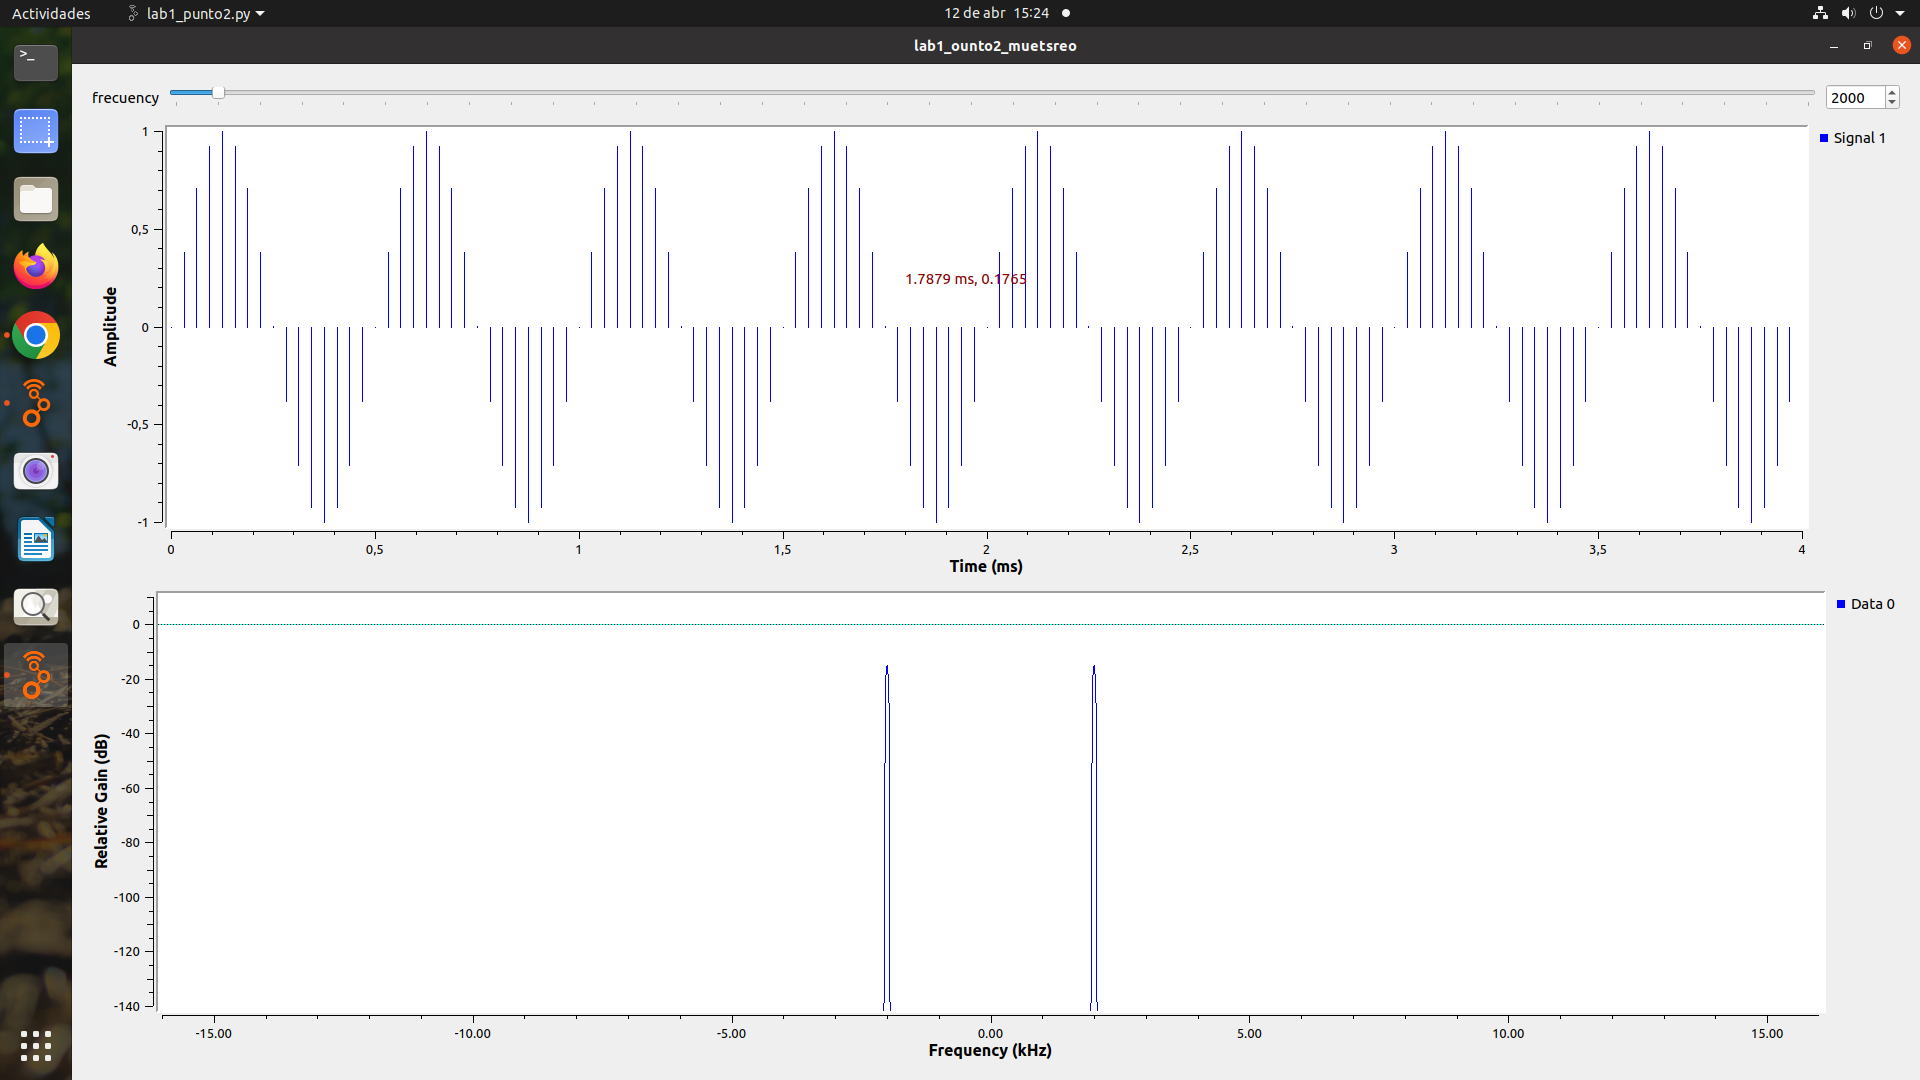 Actividades
lab1_punto2.py
12 de abr 15:24
lab1_ounto2_muetsreo
frecuency
2000
1
0,5
0
-0,5
-1
Amplitude
Signal 1
1.7879 ms, 0.1765
0 0,5 1 1,5 2 2,5 3 3,5 4
Time (ms)
0
-20
-40
-60
-80
-100
-120
-140
Relative Gain (dB)
Data 0
-15.00 -10.00 -5.00 0.00 5.00 10.00 15.00
Frequency (kHz)